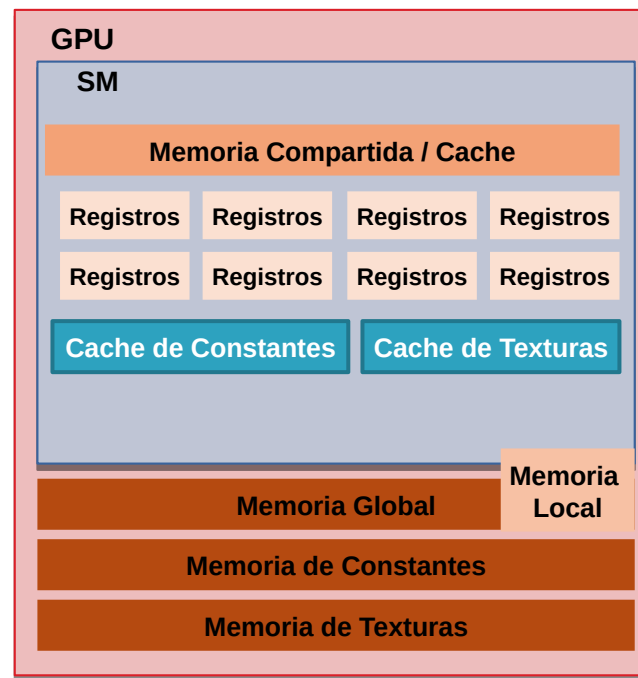 GPU
SM
Memoria Compartida / Cache
Registros Registros Registros Registros
Registros Registros Registros Registros
Cache de Constantes Cache de Texturas
Memoria Local
Memoria Global
Memoria de Constantes
Memoria de Texturas